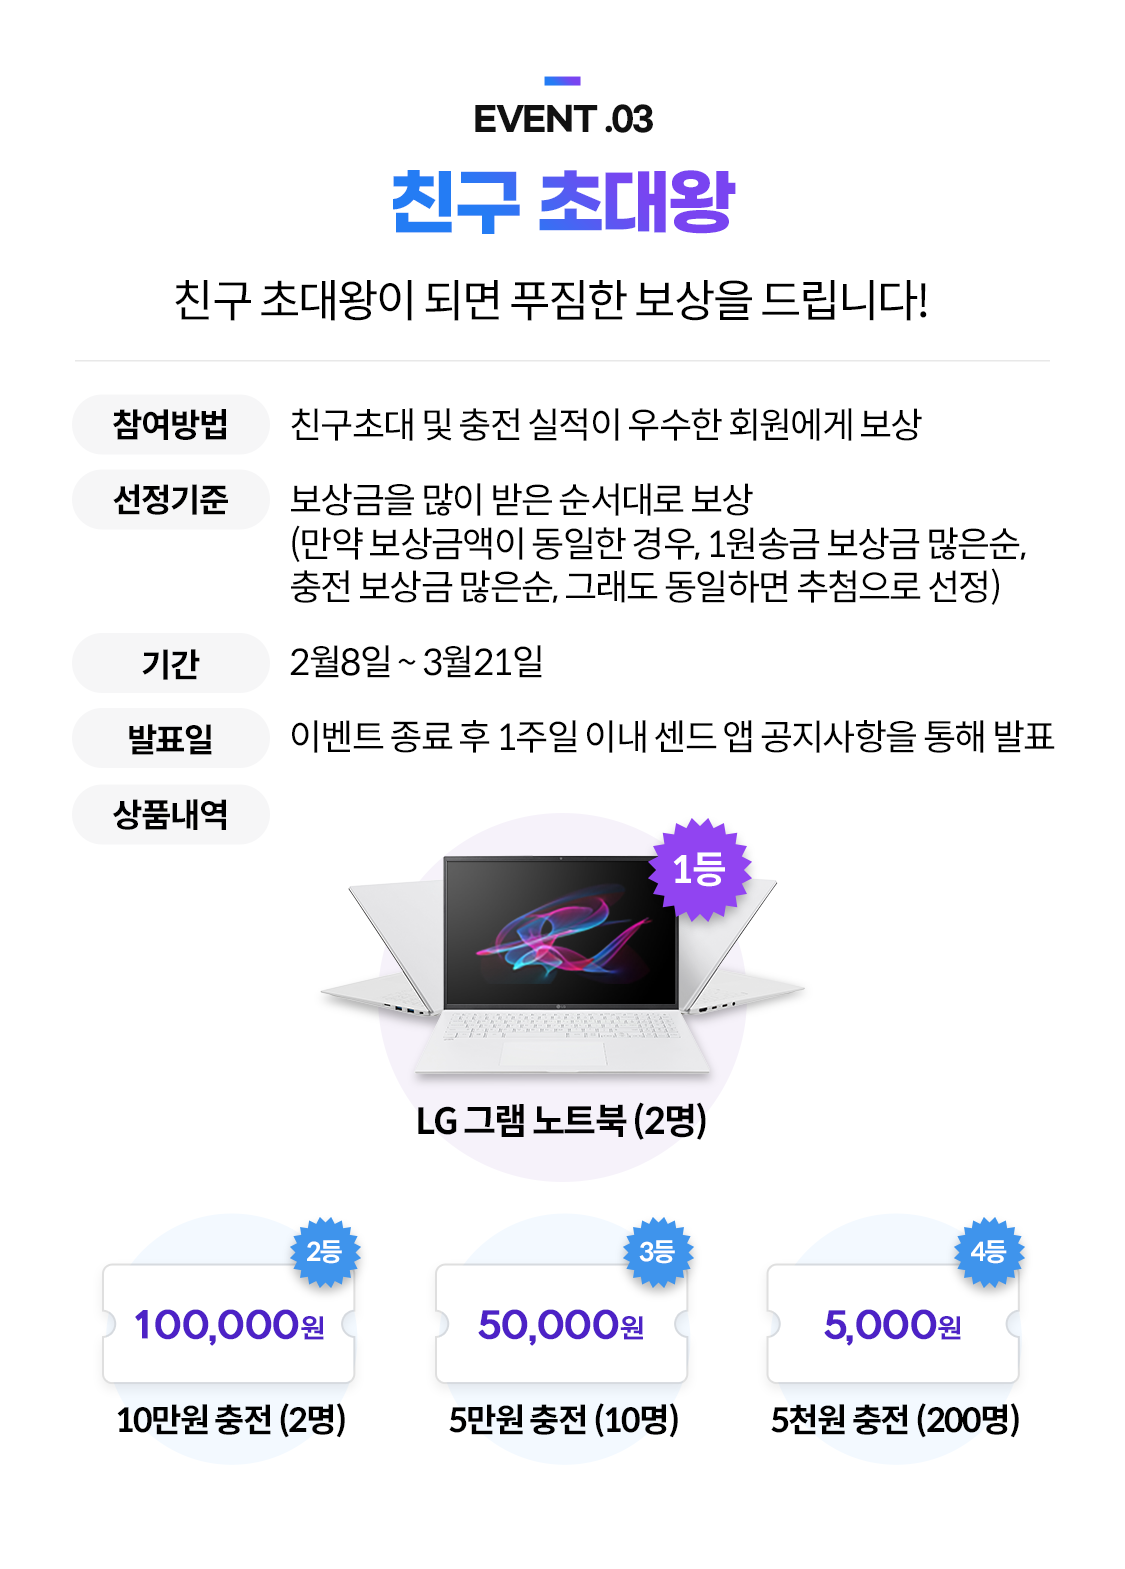 EVENT .03
친구 초대왕
친구 초대왕이 되면 푸짐한 보상을 드립니다!
참여방법
친구초대 및 충전 실적이 우수한 회원에게 보상
선정기준
보상금을 많이 받은 순서대로 보상
(만약 보상금액이 동일한 경우, 1원송금 보상금 많은순,
충전 보상금 많은순, 그래도 동일하면 추첨으로 선정)
기간
2월8일 ~ 3월21일
발표일
이벤트 종료 후 1주일 이내 센드 앱 공지사항을 통해 발표
상품내역
1등
LG 그램 노트북 (2명)
2등
100,000원
10만원 충전 (2명)
3등
50,000원
5만원 충전 (10명)
4등
5,000원
5천원 충전 (200명)